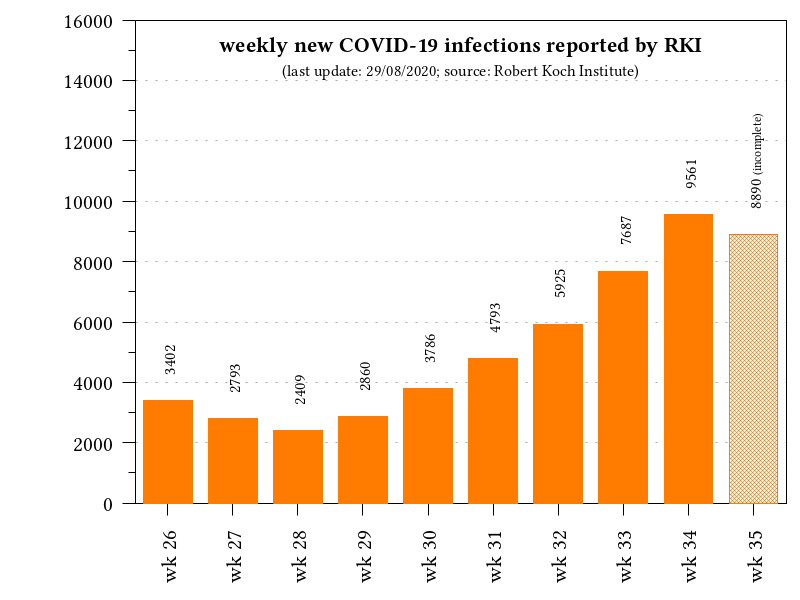 weekly new COVID-19 infections reported by RKI
(last update: 29/08/2020; source: Robert Koch Institute)
16000
14000
12000
10000
8000
6000
4000
2000
0
3402
2793
2409
2860
3786
4793
5925
7687
9561
8890 (incomplete)
wk 26
wk 27
wk 28
wk 29
wk 30
wk 31
wk 32
wk 33
wk 34
wk 35